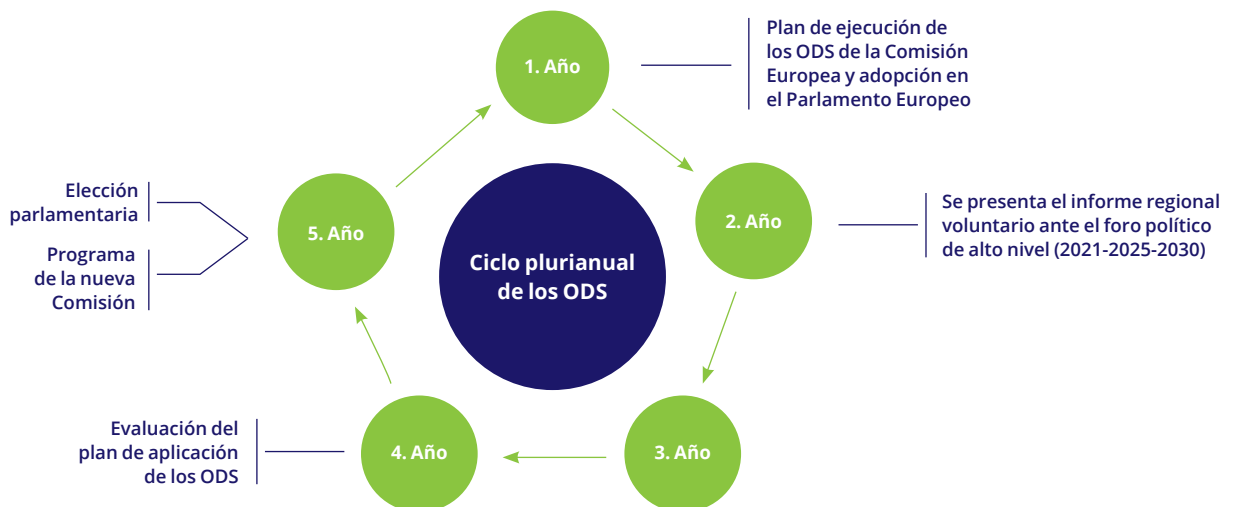 1. Año
Plan de ejecución de
los ODS de la Comisión
Europea y adopción en
el Parlamento Europeo
2. Año
Se presenta el informe regional
voluntario ante el foro político
de alto nivel (2021-2025-2030)
3. Año
4. Año
Evaluación del
plan de aplicación
de los ODS
5. Año
Elección
parlamentaria
Programa
de la nueva
Comisión
Ciclo plurianual
de los ODS